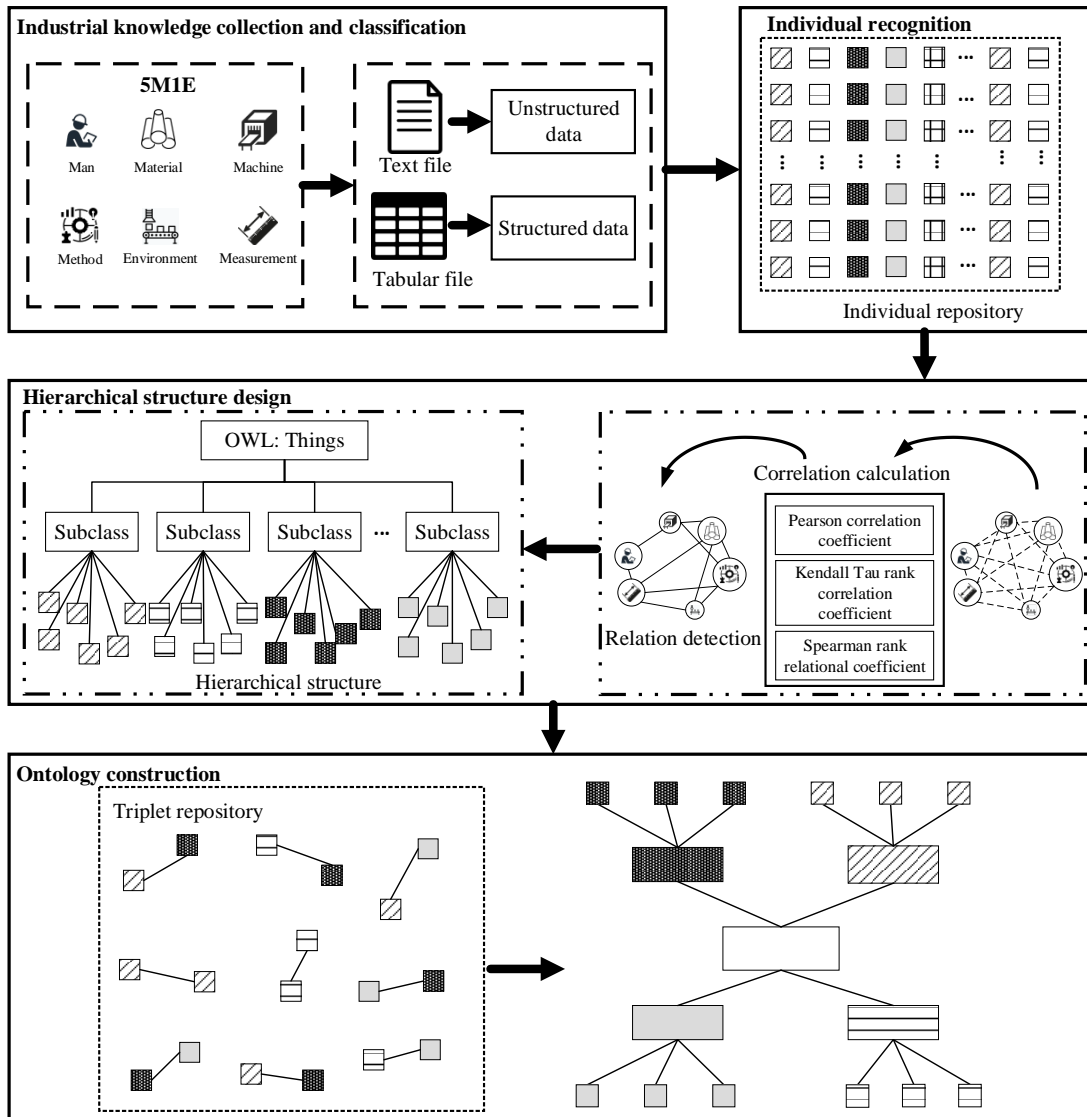 Industrial knowledge collection and classification
5M1E
Man
Material
Machine
Method
Environment
Measurement
Text file
Unstructured
data
Tabular file
Structured data
Individual recognition
...
...
...
...
...
...
Individual repository
Hierarchical structure design
OWL: Things
Subclass
Subclass
Subclass
...
Subclass
Hierarchical structure
Correlation calculation
Pearson correlation
coefficient
Kendall Tau rank
correlation
coefficient
Spearman rank
relational coefficient
Relation detection
Ontology construction
Triplet repository